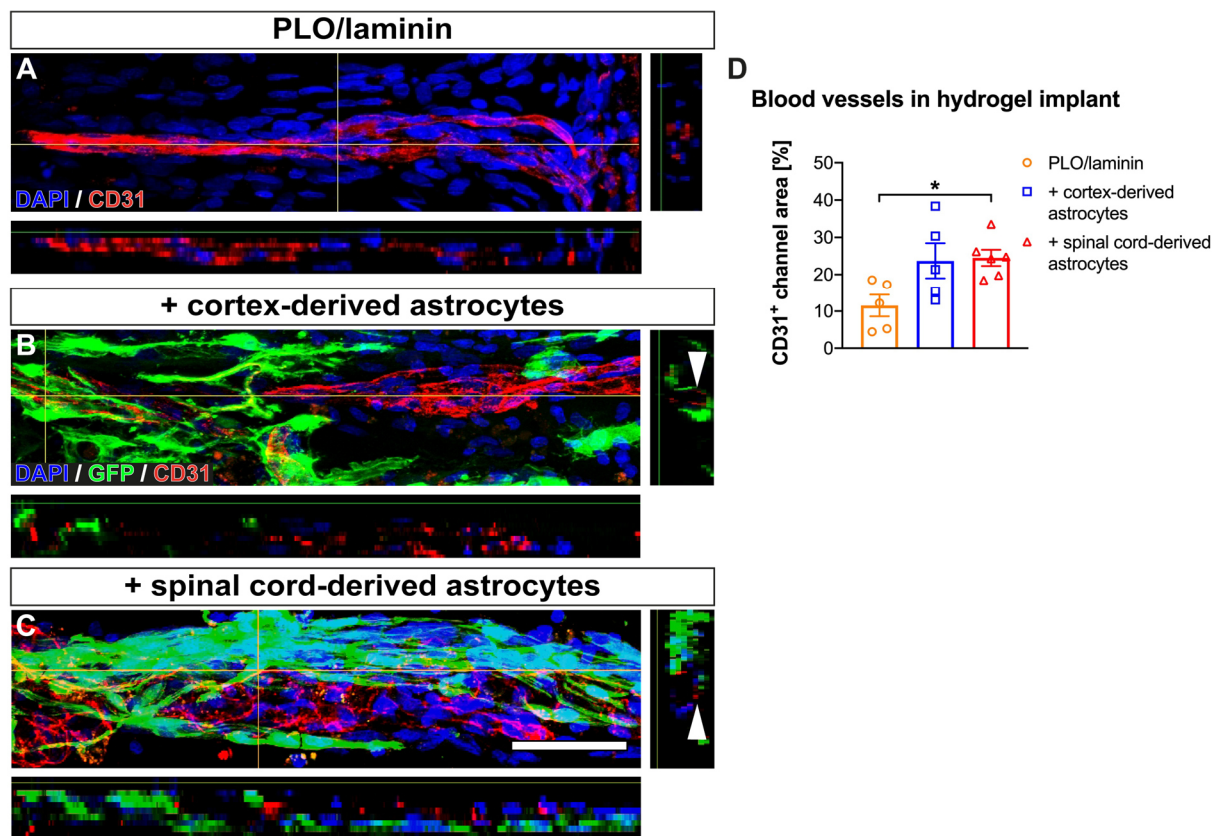 PLO/laminin
A
DAPI / CD31
+ cortex-derived astrocytes
B
DAPI / GFP / CD31
+ spinal cord-derived astrocytes
C
D
Blood vessels in hydrogel implant
CD31+ channel area [%]
50
40
30
20
10
0
*
PLO/laminin
+ cortex-derived
astrocytes
+ spinal cord-derived
astrocytes